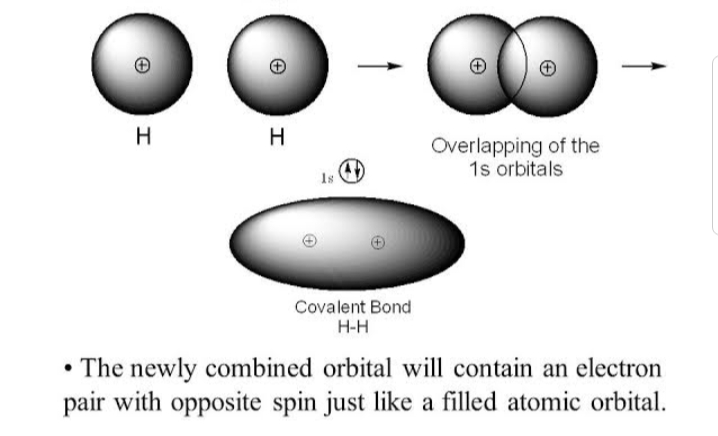 H
H
Overlapping of the
1s orbitals
1s
Covalent Bond
H-H
• The newly combined orbital will contain an electron
pair with opposite spin just like a filled atomic orbital.